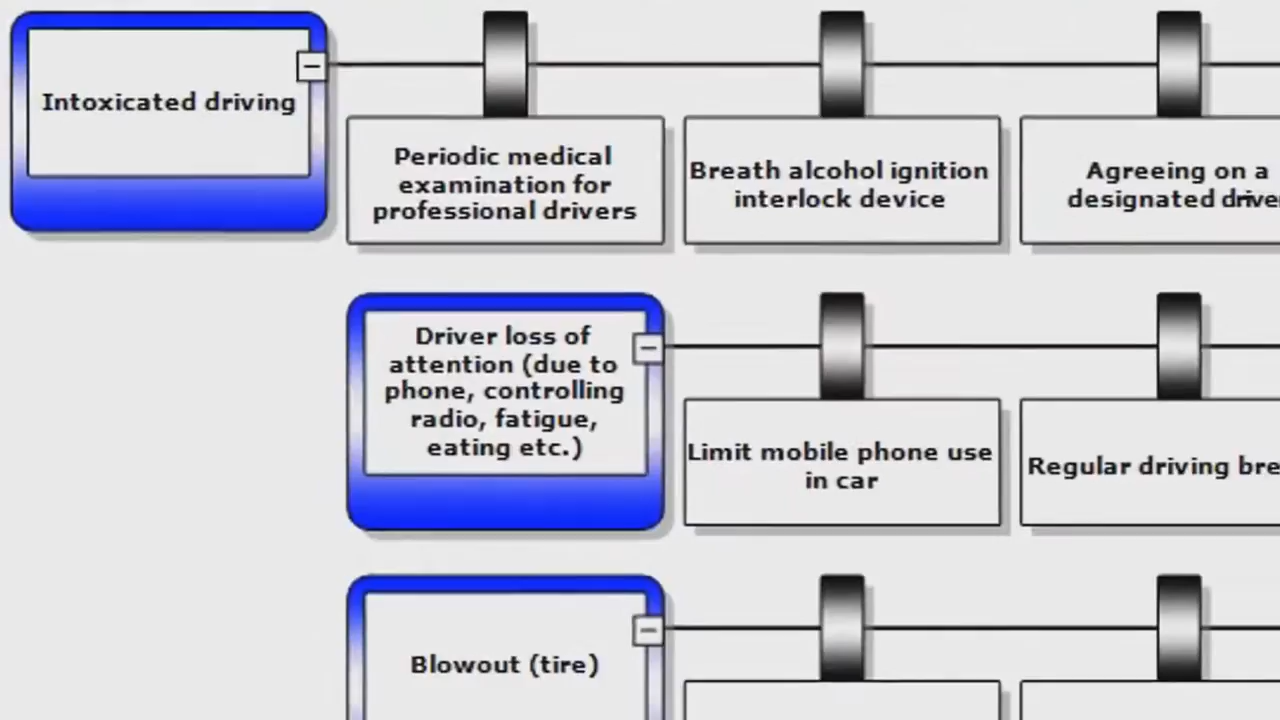 Intoxicated driving
Periodic medical
examination for
professional drivers
Breath alcohol ignition
interlock device
Agreeing on a
designated
Driver loss of
attention (due to
phone, controlling
radio, fatigue,
eating etc.)
Limit mobile phone use
in car
Regular driving
Blowout (tire)